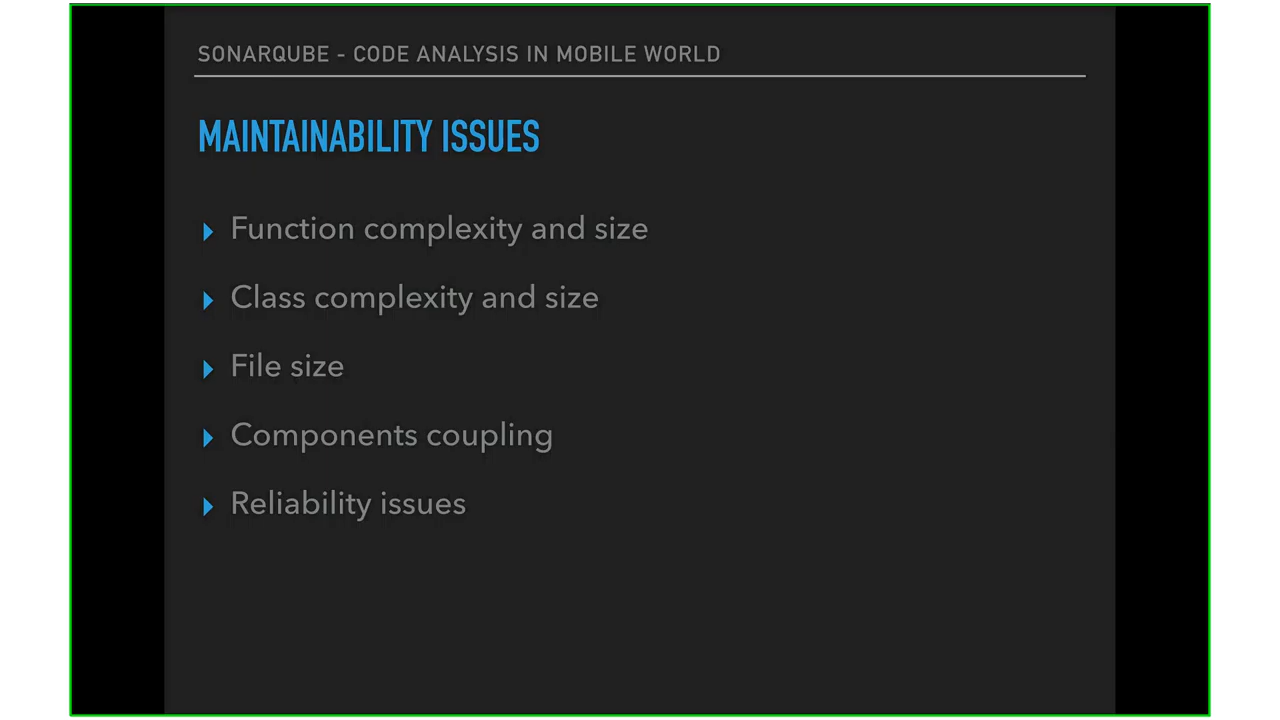 SONARQUBE - CODE ANALYSIS IN MOBILE WORLD
MAINTAINABILITY ISSUES
Function complexity and size
Class complexity and size
File size
Components coupling
Reliability issues